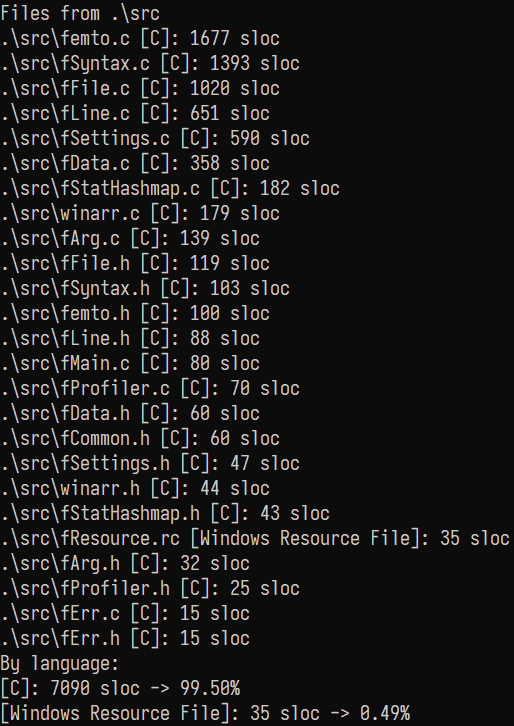 Files from .\src
.\src\femto.c [C]: 1677 sloc
.\src\fSyntax.c [C]: 1393 sloc
.\src\fFile.c [C]: 1020 sloc
.\src\fLine.c [C]: 651 sloc
.\src\fSettings.c [C]: 590 sloc
.\src\fData.c [C]: 358 sloc
.\src\fStatHashmap.c [C]: 182 sloc
.\src\winarr.c [C]: 179 sloc
.\src\fArg.c [C]: 139 sloc
.\src\fFile.h [C]: 119 sloc
.\src\fSyntax.h [C]: 103 sloc
.\src\femto.h [C]: 100 sloc
.\src\fLine.h [C]: 88 sloc
.\src\fMain.c [C]: 80 sloc
.\src\fProfiler.c [C]: 70 sloc
.\src\fData.h [C]: 60 sloc
.\src\fCommon.h [C]: 60 sloc
.\src\fSettings.h [C]: 47 sloc
.\src\winarr.h [C]: 44 sloc
.\src\fStatHashmap.h [C]: 43 sloc
.\src\fResource.rc [Windows Resource File]: 35 sloc
.\src\fArg.h [C]: 32 sloc
.\src\fProfiler.h [C]: 25 sloc
.\src\fErr.c [C]: 15 sloc
.\src\fErr.h [C]: 15 sloc
By language:
[C]: 7090 sloc -> 99.50%
[Windows Resource File]: 35 sloc -> 0.49%